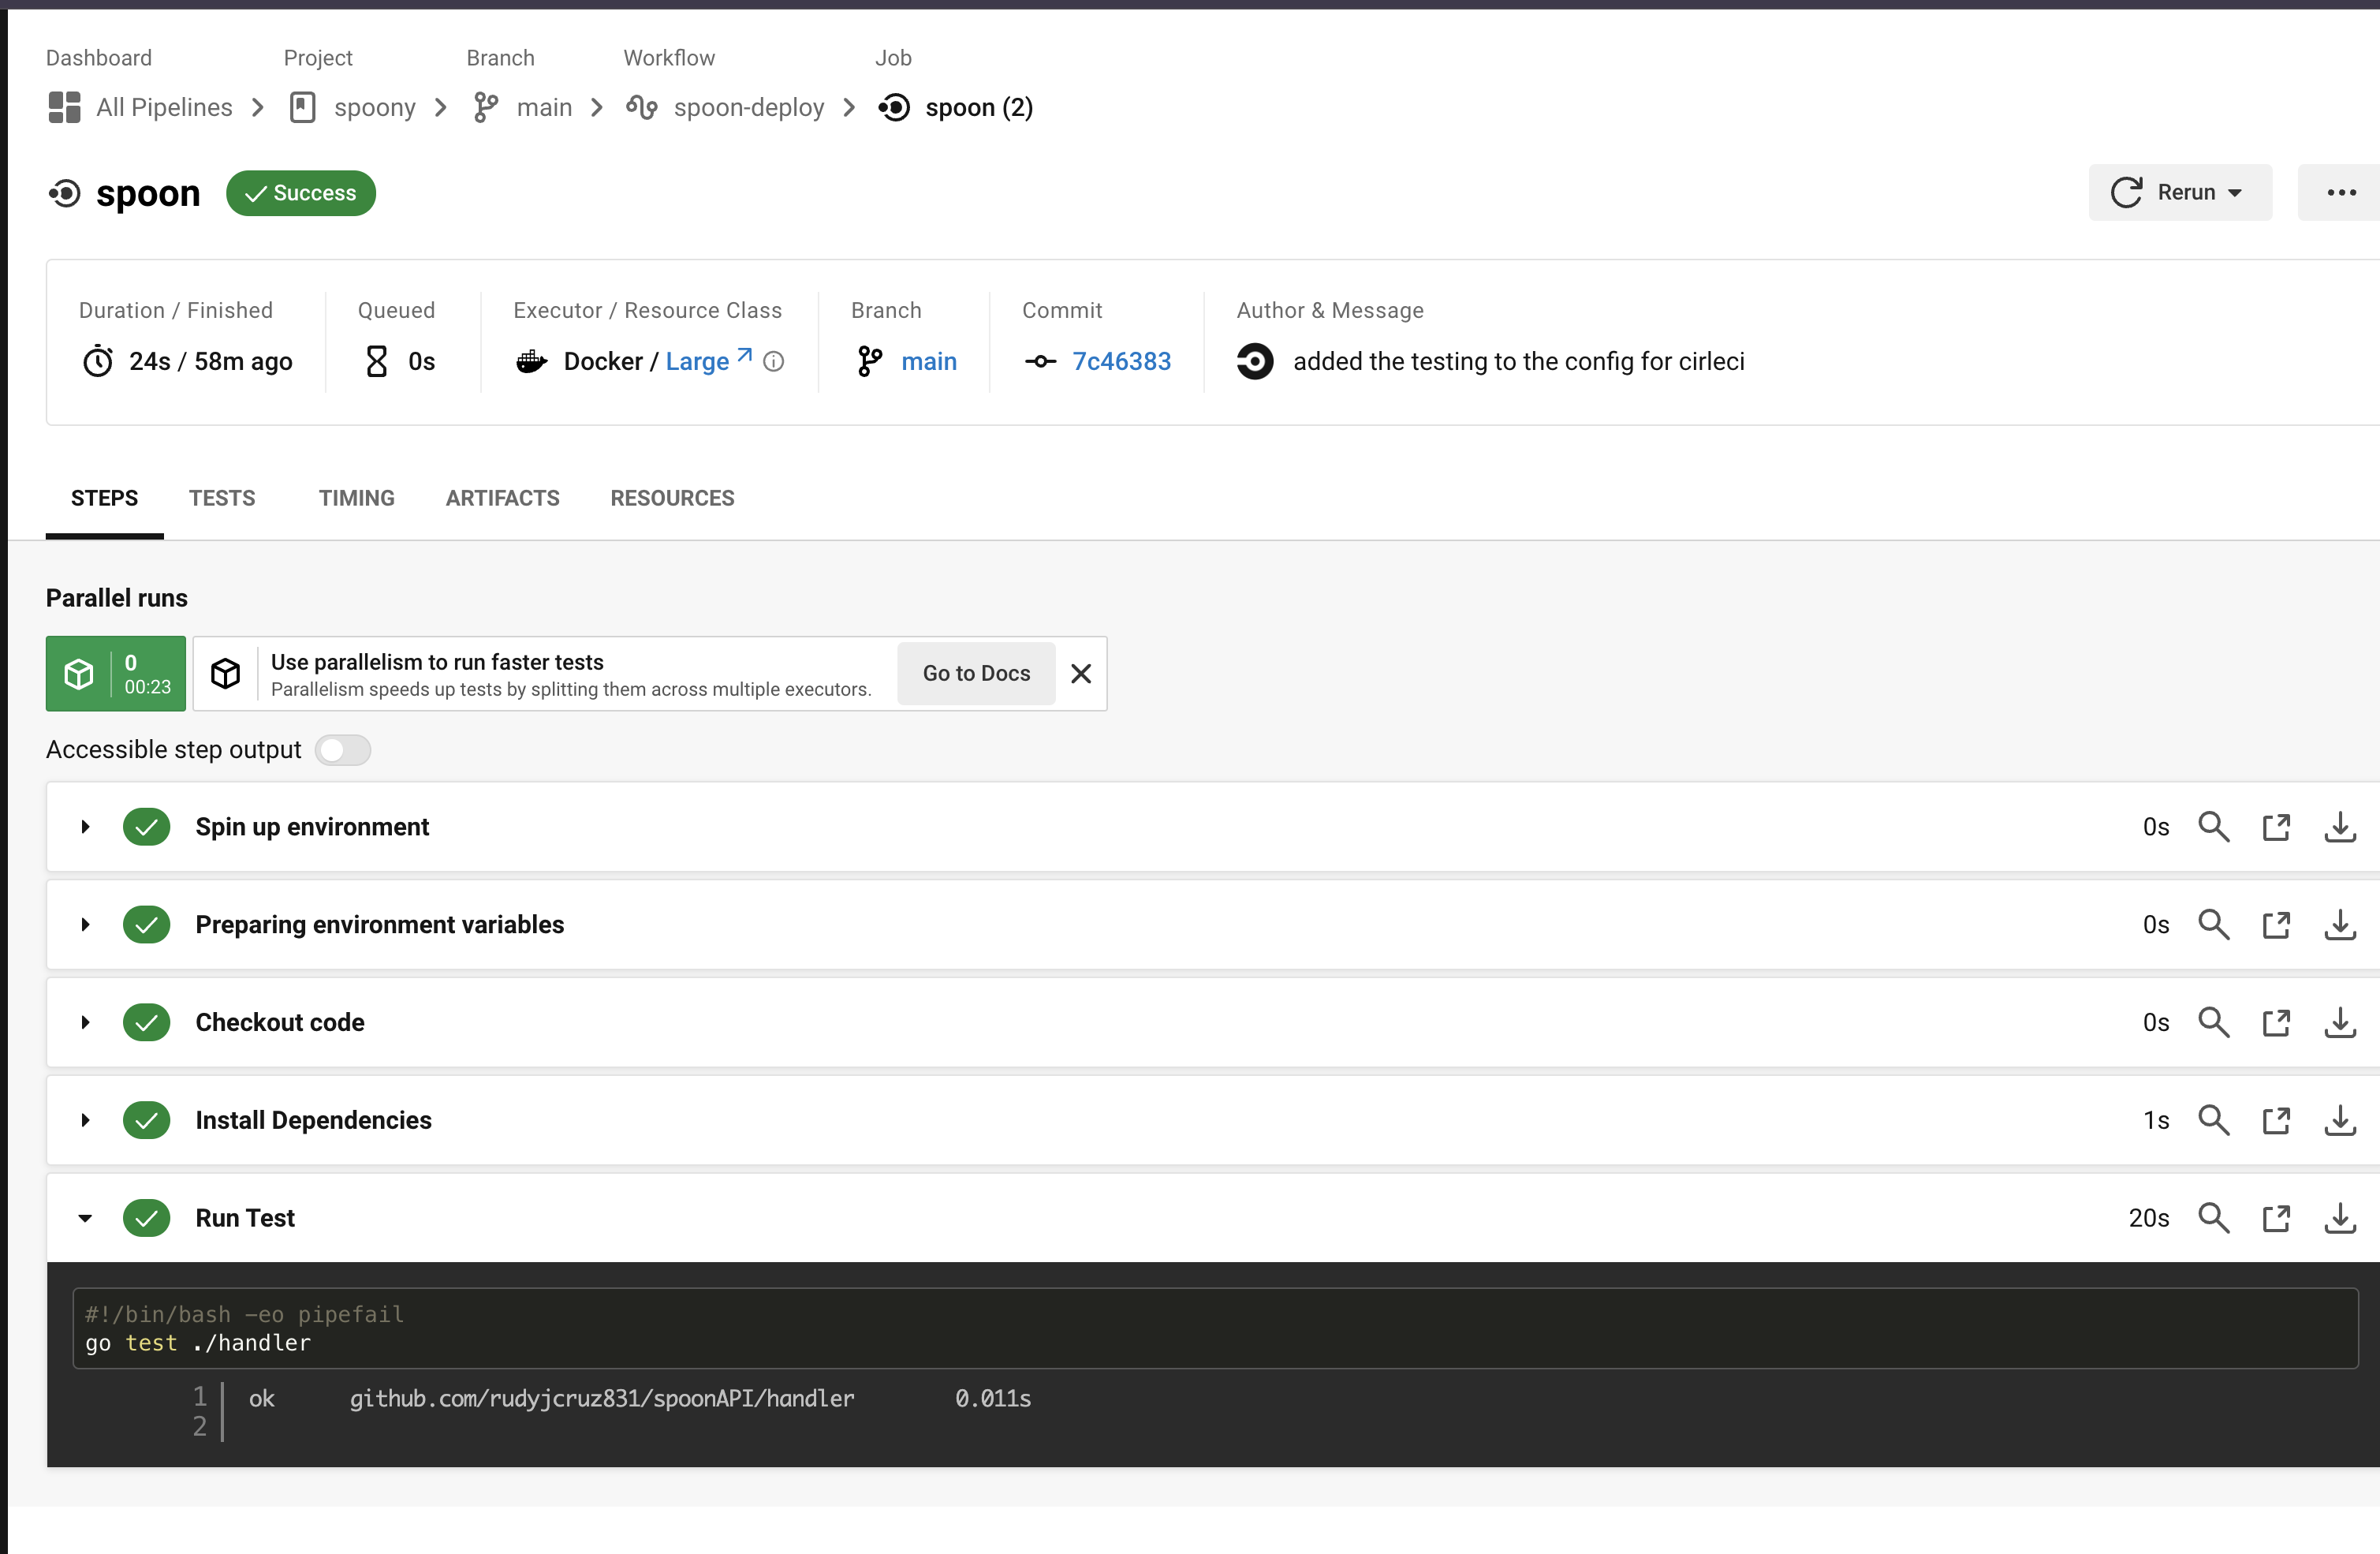 Dashboard Project Branch Workflow Job
All Pipelines spoony main spoon-deploy spoon (2)
spoon Success Rerun
Duration / Finished Queued Executor / Resource Class Branch Commit Author & Message
24s / 58m ago 0s Docker / Large main 7c46383 added the testing to the config for cirleci
STEPS TESTS TIMING ARTIFACTS RESOURCES
Parallel runs
0
00:23
Use parallelism to run faster tests
Parallelism speeds up tests by splitting them across multiple executors.
Go to Docs
Accessible step output
Spin up environment 0s
Preparing environment variables 0s
Checkout code 0s
Install Dependencies 1s
Run Test 20s
#!/bin/bash -eo pipefail
go test ./handler
1 ok github.com/rudyjcruz831/spoonAPI/handler 0.011s
2